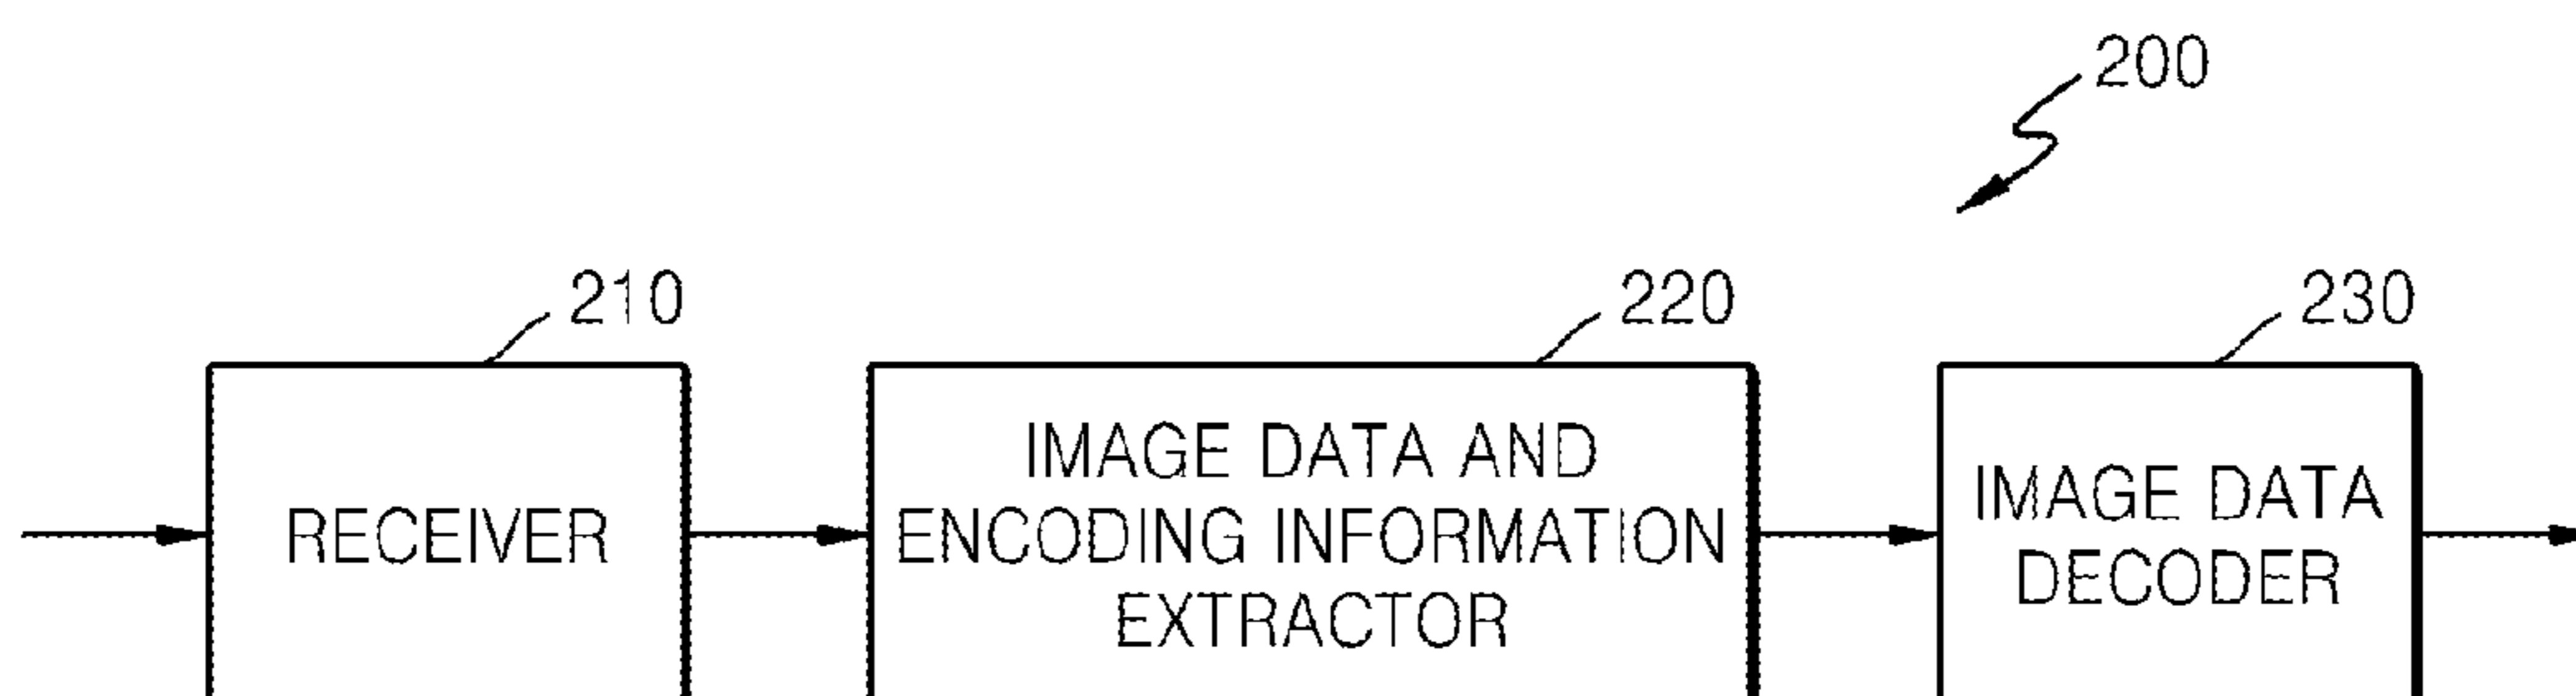 200
210
220
230
RECEIVER
IMAGE DATA AND
ENCODING INFORMATION
EXTRACTOR
IMAGE DATA
DECODER